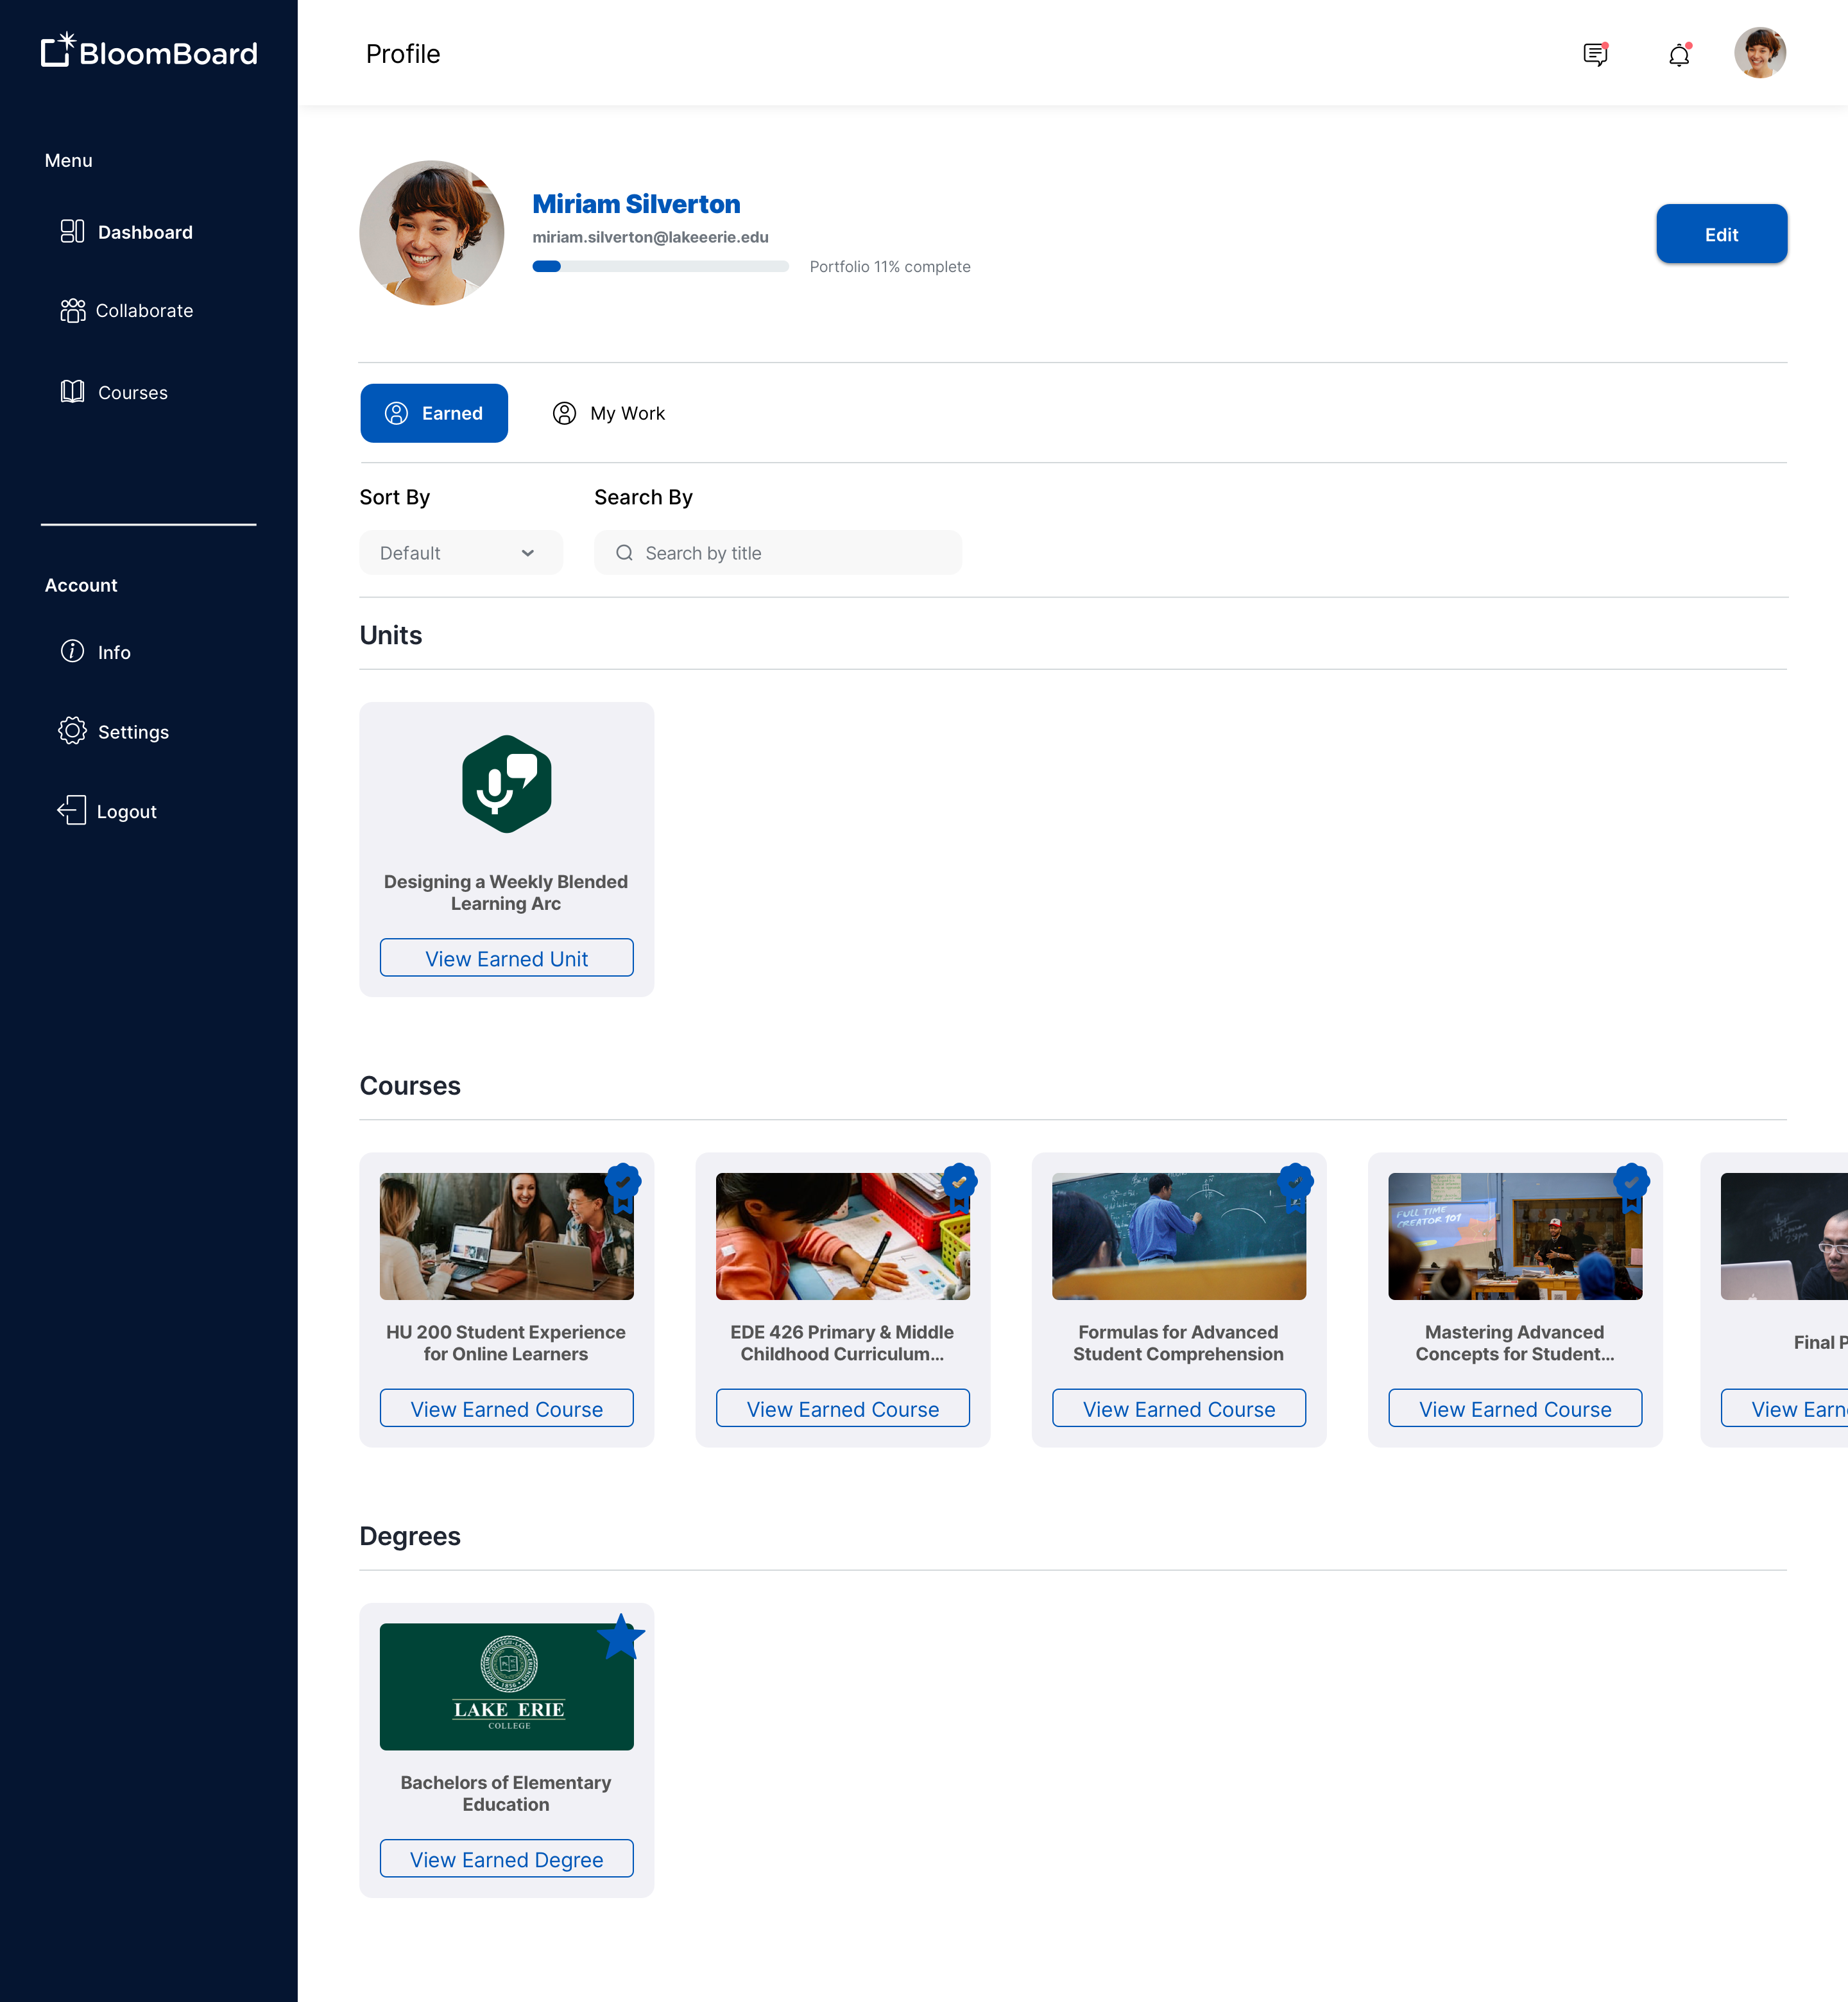 BloomBoard
Profile
Menu
Dashboard
Collaborate
Courses
Account
Info
Settings
Logout
Miriam Silverton
miriam.silverton@lakeeerie.edu
Portfolio 11% complete
Edit
Earned
My Work
Sort By
Search By
Default
Search by title
Units
Designing a Weekly Blended
Learning Arc
View Earned Unit
Courses
FULL TIME
CREATOR 101
HU 200 Student Experience
for Online Learners
View Earned Course
EDE 426 Primary & Middle
Childhood Curriculum...
View Earned Course
Formulas for Advanced
Student Comprehension
View Earned Course
Mastering Advanced
Concepts for Student...
View Earned Course
Final P
View Earn
Degrees
1856
LAKE ERIE
COLLEGE
Bachelors of Elementary
Education
View Earned Degree